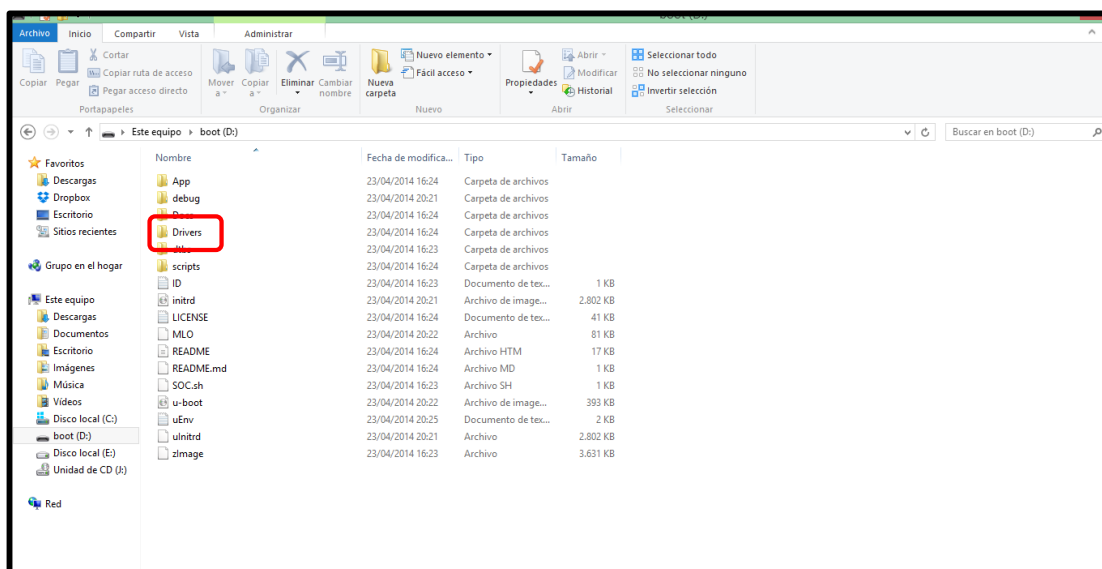 boot (D:)
Archivo Inicio Compartir Vista Administrar
Cortar
Copiar ruta de acceso
Pegar acceso directo
Copiar Pegar
Portapapeles
Mover a Copiar a Eliminar Cambiar nombre
Organizar
Nueva carpeta
Nuevo elemento
Fácil acceso
Nuevo
Propiedades
Abrir
Modificar
Historial
Abrir
Seleccionar todo
No seleccionar ninguno
Invertir selección
Seleccionar
Este equipo boot (D:) Buscar en boot (D:)
Favoritos
Descargas
Dropbox
Escritorio
Sitios recientes
Grupo en el hogar
Este equipo
Descargas
Documentos
Escritorio
Imágenes
Música
Vídeos
Disco local (C:)
boot (D:)
Disco local (E:)
Unidad de CD (J:)
Red
Nombre Fecha de modifica... Tipo Tamaño
App 23/04/2014 16:24 Carpeta de archivos
debug 23/04/2014 20:21 Carpeta de archivos
Docs 23/04/2014 16:24 Carpeta de archivos
Drivers 23/04/2014 16:24 Carpeta de archivos
dtbs 23/04/2014 16:23 Carpeta de archivos
scripts 23/04/2014 16:24 Carpeta de archivos
ID 23/04/2014 16:23 Documento de tex... 1 KB
initrd 23/04/2014 20:21 Archivo de image... 2.802 KB
LICENSE 23/04/2014 16:24 Documento de tex... 41 KB
MLO 23/04/2014 20:22 Archivo 81 KB
README 23/04/2014 16:24 Archivo HTM 17 KB
README.md 23/04/2014 16:24 Archivo MD 1 KB
SOC.sh 23/04/2014 16:23 Archivo SH 1 KB
u-boot 23/04/2014 20:22 Archivo de image... 393 KB
uEnv 23/04/2014 20:25 Documento de tex... 2 KB
uInitrd 23/04/2014 20:21 Archivo 2.802 KB
zImage 23/04/2014 16:23 Archivo 3.631 KB